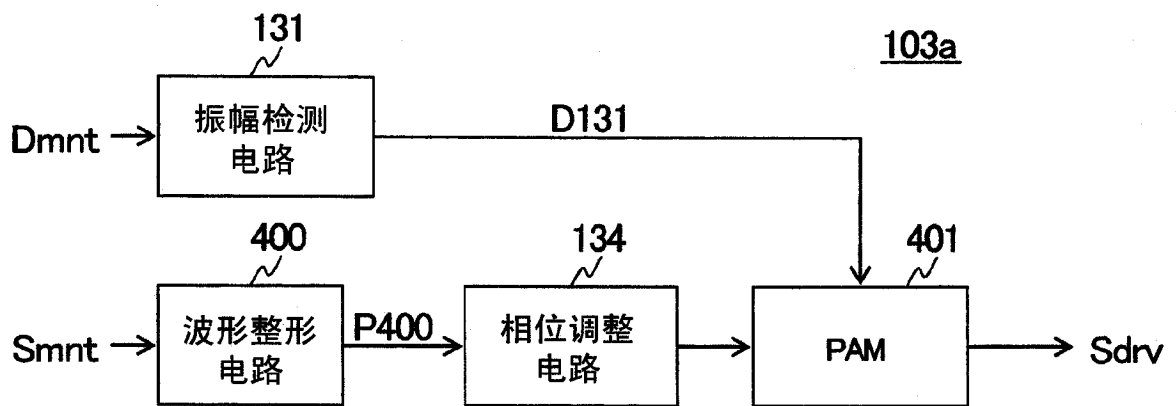 131
103a
Dmnt
振幅检测
电路
D131
400
134
401
Smnt
波形整形
电路
P400
相位调整
电路
PAM
Sdrv